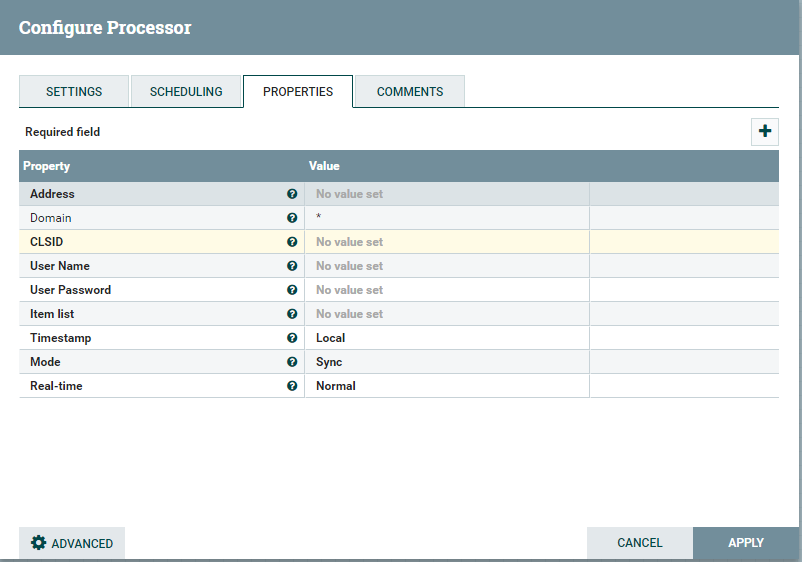 Configure Processor
SETTINGS SCHEDULING PROPERTIES COMMENTS
Required field
Property Value
Address No value set
Domain *
CLSID No value set
User Name No value set
User Password No value set
Item list No value set
Timestamp Local
Mode Sync
Real-time Normal
ADVANCED CANCEL APPLY